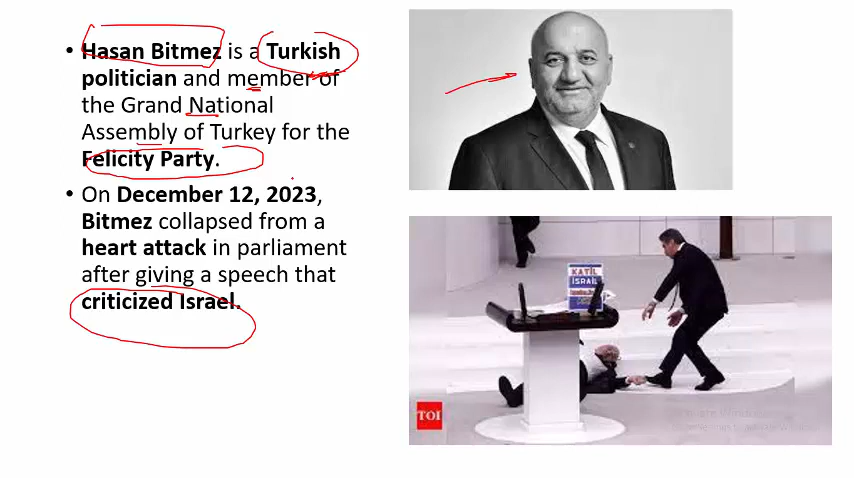 • Hasan Bitmez is a Turkish
politician and member of
the Grand National
Assembly of Turkey for the
Felicity Party.
• On December 12, 2023,
Bitmez collapsed from a
heart attack in parliament
after giving a speech that
criticized Israel.
KATİL
İSRAİL
TOI